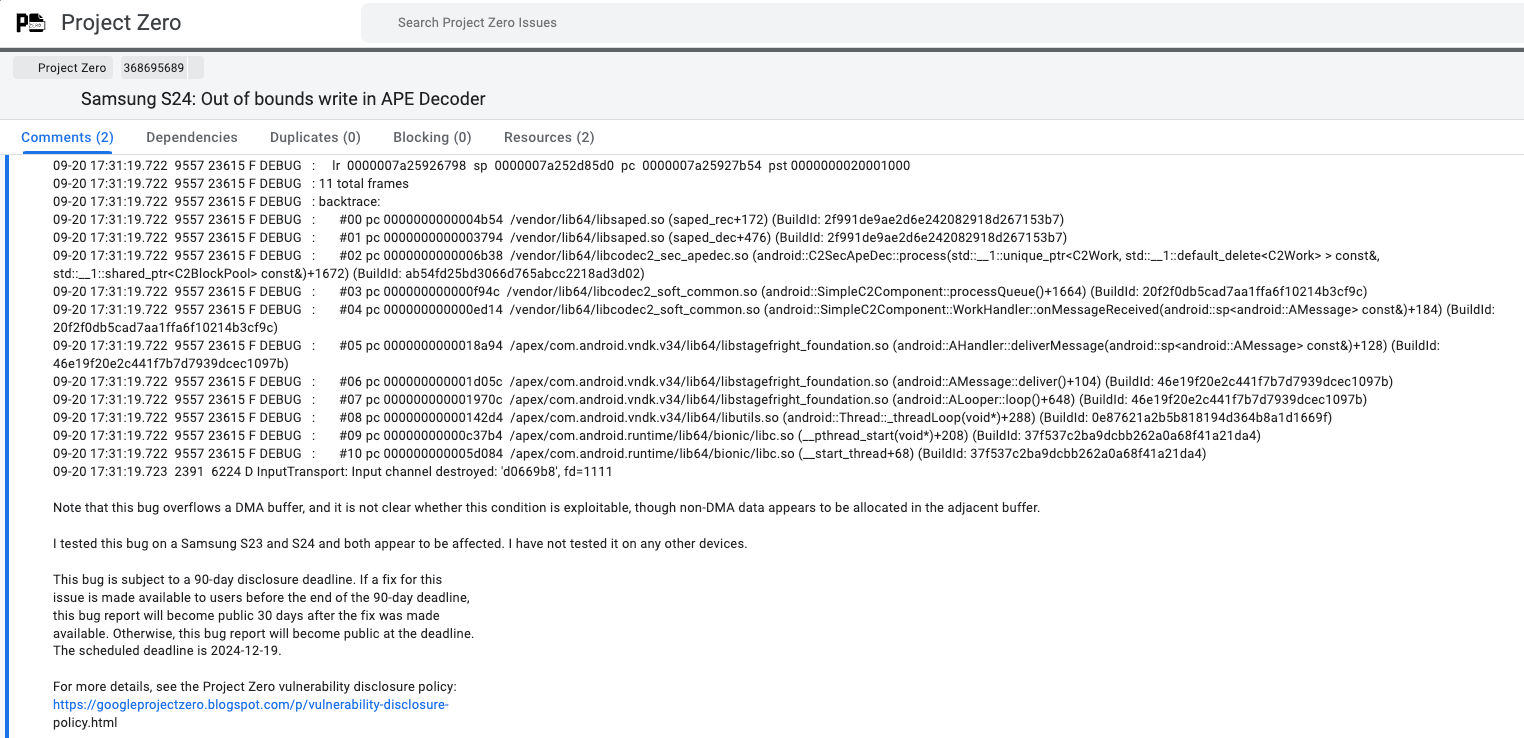 Project Zero
Search Project Zero Issues
Project Zero
368695689
Samsung S24: Out of bounds write in APE Decoder
Comments (2)
Dependencies
Duplicates (0)
Blocking (0)
Resources (2)
09-20 17:31:19.722  9557 23615 F DEBUG   :     lr  0000007a25926798  sp  0000007a252d85d0  pc  0000007a25927b54  pst 0000000020001000
09-20 17:31:19.722  9557 23615 F DEBUG   : 11 total frames
09-20 17:31:19.722  9557 23615 F DEBUG   : backtrace:
09-20 17:31:19.722  9557 23615 F DEBUG   :       #00 pc 0000000000004b54  /vendor/lib64/libsaped.so (saped_rec+172) (BuildId: 2f991de9ae2d6e242082918d267153b7)
09-20 17:31:19.722  9557 23615 F DEBUG   :       #01 pc 0000000000003794  /vendor/lib64/libsaped.so (saped_dec+476) (BuildId: 2f991de9ae2d6e242082918d267153b7)
09-20 17:31:19.722  9557 23615 F DEBUG   :       #02 pc 0000000000006b38  /vendor/lib64/libcodec2_sec_apedec.so (android::C2SecApeDec::process(std::__1::unique_ptr<C2Work, std::__1::default_delete<C2Work> > const&,
std::__1::shared_ptr<C2BlockPool> const&)+1672) (BuildId: ab54fd25bd3066d765abcc2218ad3d02)
09-20 17:31:19.722  9557 23615 F DEBUG   :       #03 pc 000000000000f94c  /vendor/lib64/libcodec2_soft_common.so (android::SimpleC2Component::processQueue()+1664) (BuildId: 20f2f0db5cad7aa1ffa6f10214b3cf9c)
09-20 17:31:19.722  9557 23615 F DEBUG   :       #04 pc 000000000000ed14  /vendor/lib64/libcodec2_soft_common.so (android::SimpleC2Component::WorkHandler::onMessageReceived(android::sp<android::AMessage> const&)+184) (BuildId:
20f2f0db5cad7aa1ffa6f10214b3cf9c)
09-20 17:31:19.722  9557 23615 F DEBUG   :       #05 pc 0000000000018a94  /apex/com.android.vndk.v34/lib64/libstagefright_foundation.so (android::AHandler::deliverMessage(android::sp<android::AMessage> const&)+128) (BuildId:
46e19f20e2c441f7b7d7939dcec1097b)
09-20 17:31:19.722  9557 23615 F DEBUG   :       #06 pc 000000000001d05c  /apex/com.android.vndk.v34/lib64/libstagefright_foundation.so (android::AMessage::deliver()+104) (BuildId: 46e19f20e2c441f7b7d7939dcec1097b)
09-20 17:31:19.722  9557 23615 F DEBUG   :       #07 pc 000000000001970c  /apex/com.android.vndk.v34/lib64/libstagefright_foundation.so (android::ALooper::loop()+648) (BuildId: 46e19f20e2c441f7b7d7939dcec1097b)
09-20 17:31:19.722  9557 23615 F DEBUG   :       #08 pc 00000000000142d4  /apex/com.android.vndk.v34/lib64/libutils.so (android::Thread::_threadLoop(void*)+288) (BuildId: 0e87621a2b5b818194d364b8a1d1669f)
09-20 17:31:19.722  9557 23615 F DEBUG   :       #09 pc 00000000000c37b4  /apex/com.android.runtime/lib64/bionic/libc.so (__pthread_start(void*)+208) (BuildId: 37f537c2ba9dcbb262a0a68f41a21da4)
09-20 17:31:19.722  9557 23615 F DEBUG   :       #10 pc 000000000005d084  /apex/com.android.runtime/lib64/bionic/libc.so (__start_thread+68) (BuildId: 37f537c2ba9dcbb262a0a68f41a21da4)
09-20 17:31:19.723  2391  6224 D InputTransport: Input channel destroyed: 'd0669b8', fd=1111
Note that this bug overflows a DMA buffer, and it is not clear whether this condition is exploitable, though non-DMA data appears to be allocated in the adjacent buffer.
I tested this bug on a Samsung S23 and S24 and both appear to be affected. I have not tested it on any other devices.
This bug is subject to a 90-day disclosure deadline. If a fix for this
issue is made available to users before the end of the 90-day deadline,
this bug report will become public 30 days after the fix was made
available. Otherwise, this bug report will become public at the deadline.
The scheduled deadline is 2024-12-19.
For more details, see the Project Zero vulnerability disclosure policy:
https://googleprojectzero.blogspot.com/p/vulnerability-disclosure-
policy.html